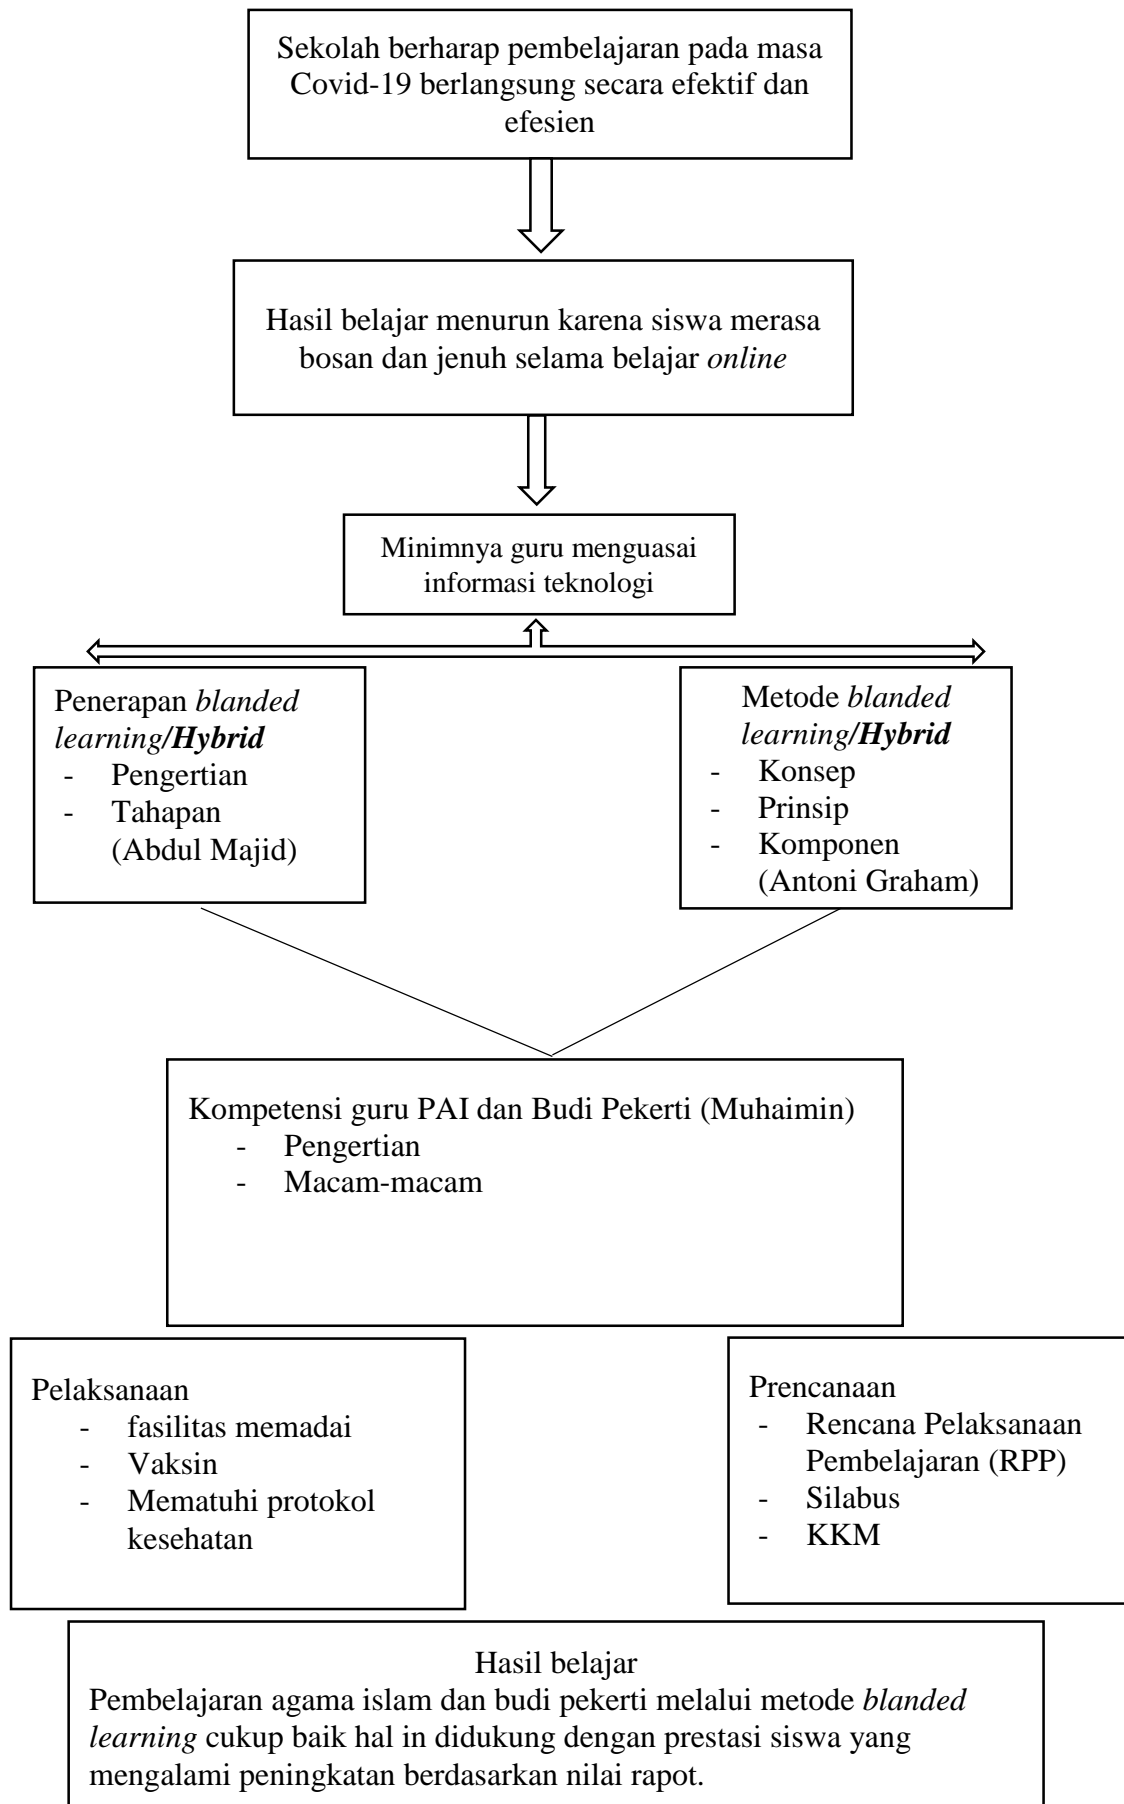 Sekolah berharap pembelajaran pada masa
Covid-19 berlangsung secara efektif dan
efesien
Hasil belajar menurun karena siswa merasa
bosan dan jenuh selama belajar online
Minimnya guru menguasai
informasi teknologi
Penerapan blanded
learning/Hybrid
- Pengertian
- Tahapan
(Abdul Majid)
Metode blanded
learning/Hybrid
- Konsep
- Prinsip
- Komponen
(Antoni Graham)
Kompetensi guru PAI dan Budi Pekerti (Muhaimin)
- Pengertian
- Macam-macam
Pelaksanaan
- fasilitas memadai
- Vaksin
- Mematuhi protokol
kesehatan
Prencanaan
- Rencana Pelaksanaan
Pembelajaran (RPP)
- Silabus
- KKM
Hasil belajar
Pembelajaran agama islam dan budi pekerti melalui metode blanded
learning cukup baik hal in didukung dengan prestasi siswa yang
mengalami peningkatan berdasarkan nilai rapot.